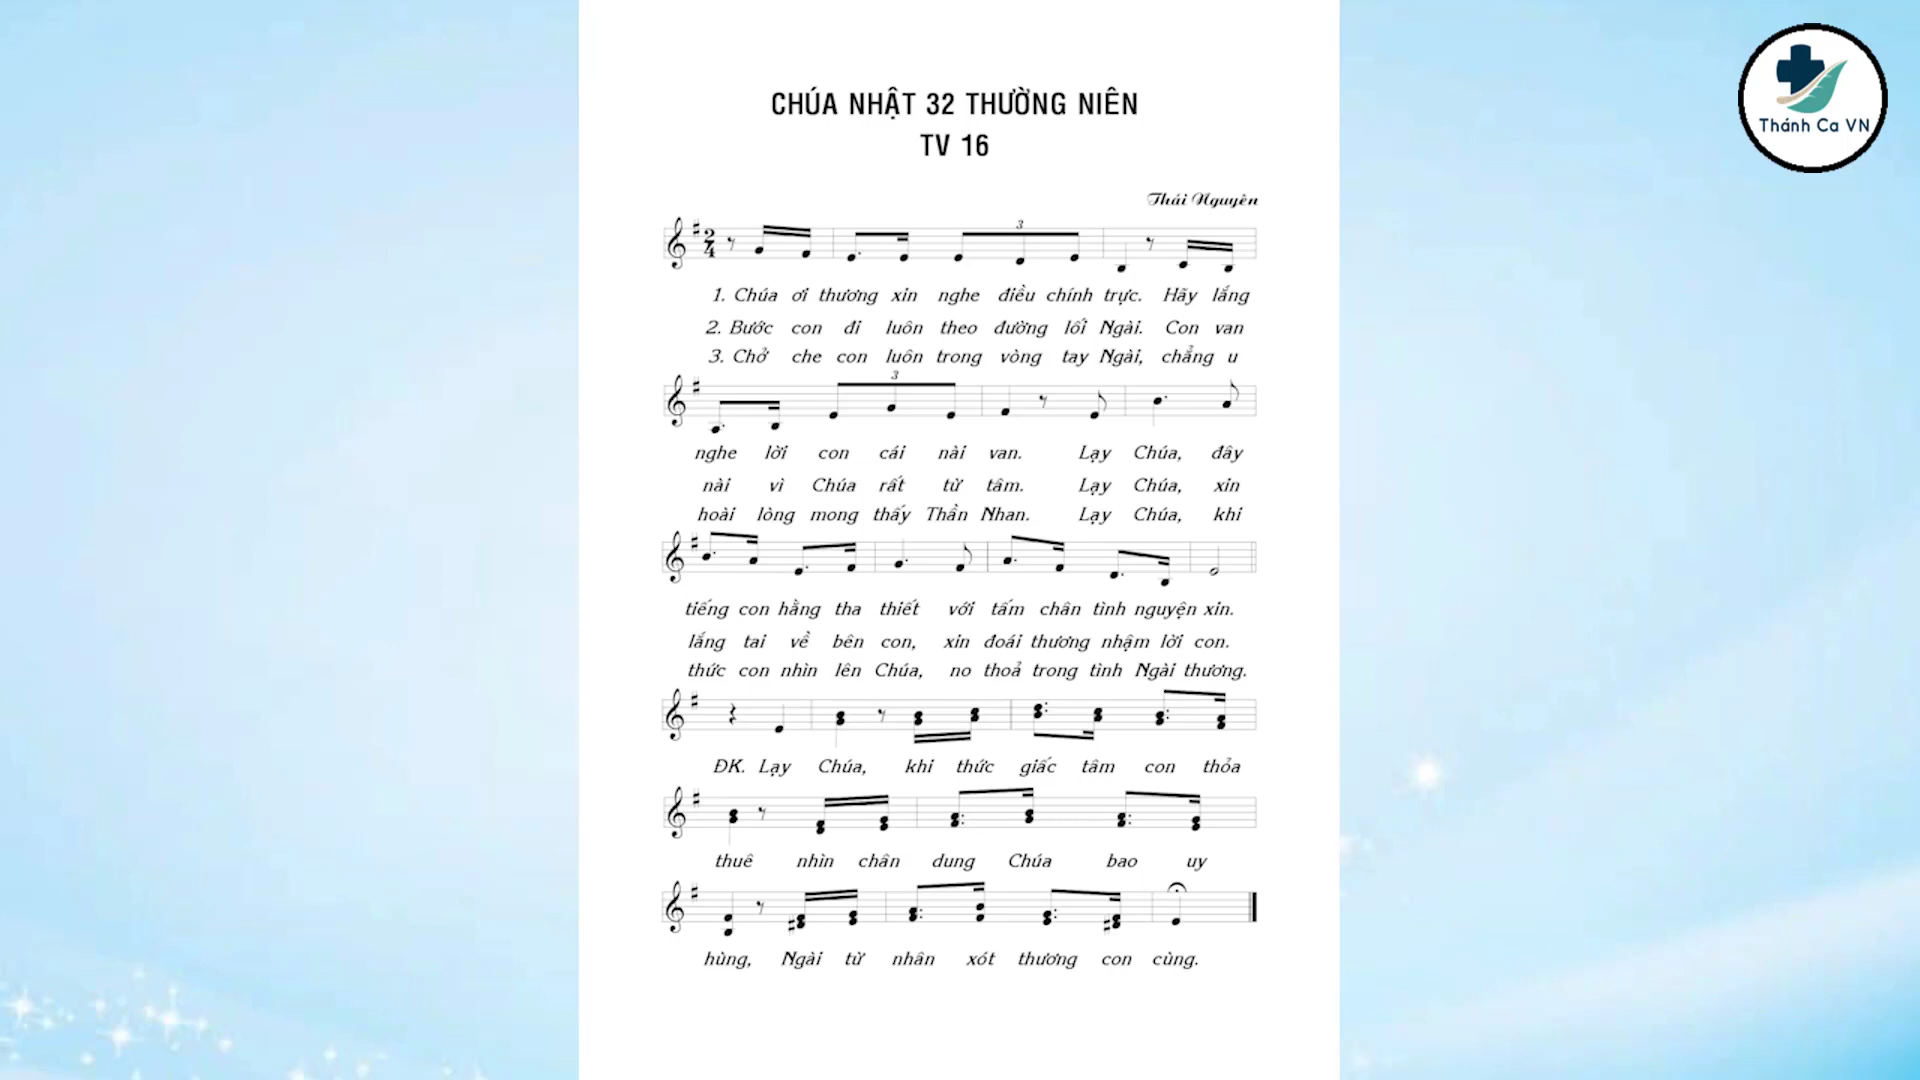 CHÚA NHẬT 32 THƯỜNG NIÊN
TV 16
Thánh Ca VN
Thái Nguyên
2 4
3
1. Chúa ơi thương xin nghe điều chính trực. Hãy lắng
2. Bước con đi luôn theo đường lối Ngài. Con van
3. Chở che con luôn trong vòng tay Ngài, chẳng u
3
nghe lời con cái nài van. Lạy Chúa, đây
nài vì Chúa rất từ tâm. Lạy Chúa, xin
hoài lòng mong thấy Thần Nhan. Lạy Chúa, khi
tiếng con hằng tha thiết với tấm chân tình nguyện xin.
lắng tai về bên con, xin đoái thương nhậm lời con.
thức con nhìn lên Chúa, no thoả trong tình Ngài thương.
ĐK. Lạy Chúa, khi thức giấc tâm con thỏa
thuê nhìn chân dung Chúa bao uy
hùng, Ngài từ nhân xót thương con cùng.